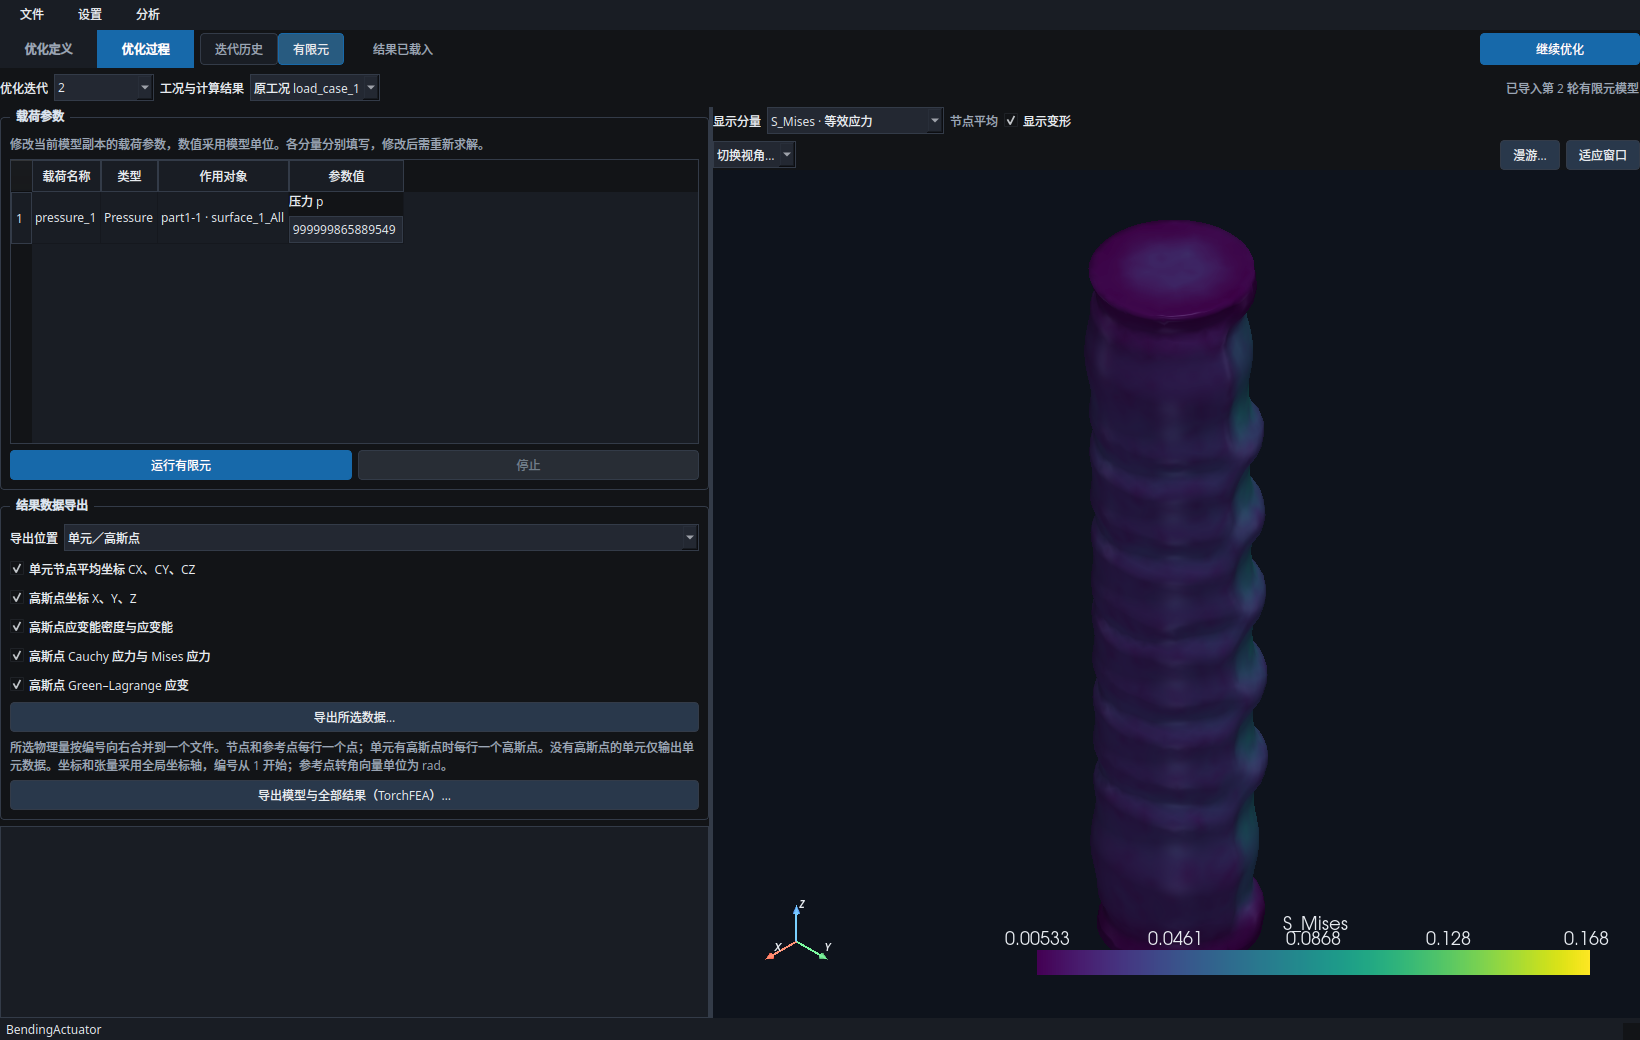 文件 设置 分析
优化定义 优化过程 迭代历史 有限元 结果已载入 继续优化
优化迭代 2 工况与计算结果 原工况 load_case_1 已导入第 2 轮有限元模型
载荷参数
修改当前模型副本的载荷参数，数值采用模型单位。各分量分别填写，修改后需重新求解。
载荷名称 类型 作用对象 参数值
1 pressure_1 Pressure part1-1 · surface_1_All 压力 p
999999865889549
运行有限元 停止
结果数据导出
导出位置 单元／高斯点
单元节点平均坐标 CX、CY、CZ
高斯点坐标 X、Y、Z
高斯点应变能密度与应变能
高斯点 Cauchy 应力与 Mises 应力
高斯点 Green–Lagrange 应变
导出所选数据...
所选物理量按编号向右合并到一个文件。节点和参考点每行一个点；单元有高斯点时每行一个高斯点。没有高斯点的单元仅输出单
元数据。坐标和张量采用全局坐标轴，编号从 1 开始；参考点转角向量单位为 rad。
导出模型与全部结果（TorchFEA）...
显示分量 S_Mises · 等效应力 节点平均 显示变形
切换视角... 漫游... 适应窗口
Z
X Y
S_Mises
0.00533 0.0461 0.0868 0.128 0.168
BendingActuator